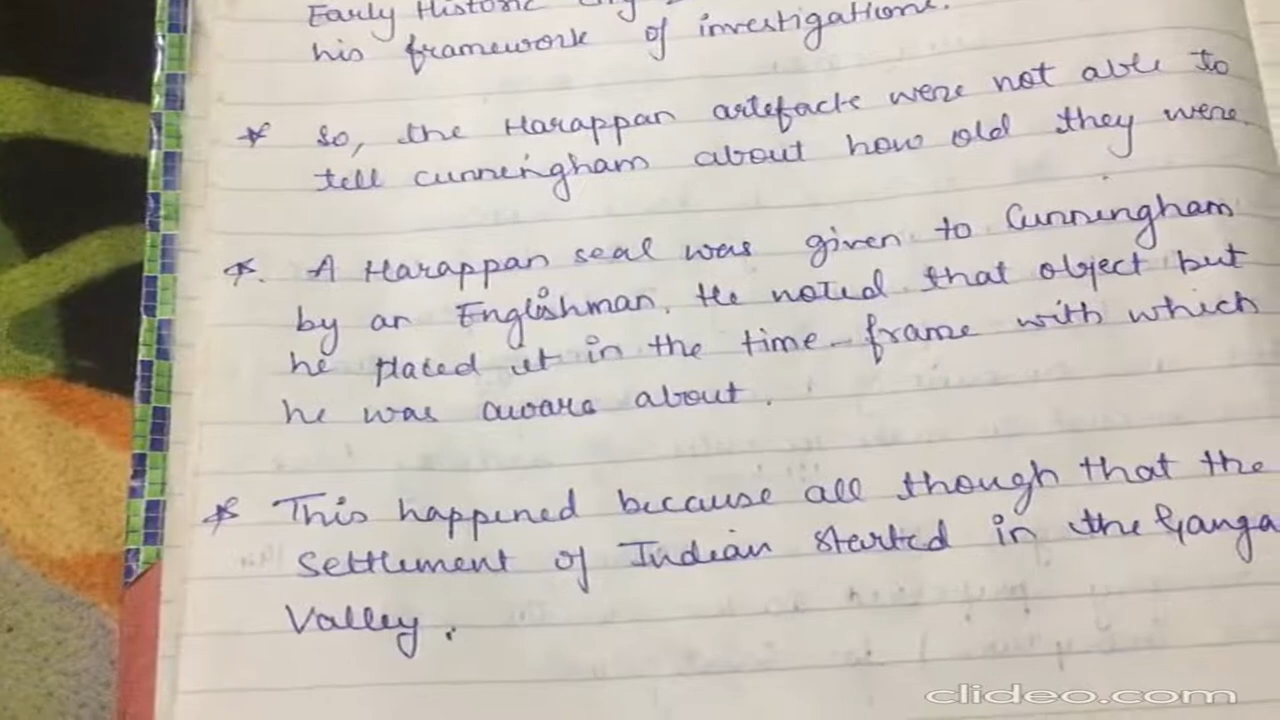 Early Historic
his framework of investigations.
* So, the Harappan artefacts were not able to
tell cunningham about how old they were.
*. A Harappan seal was given to Cunningham
by an Englishman. He noted that object but
he placed it in the time-frame with which
he was aware about.
* This happened because all though that the
settlement of Indian started in the Ganga
Valley.
clideo.com